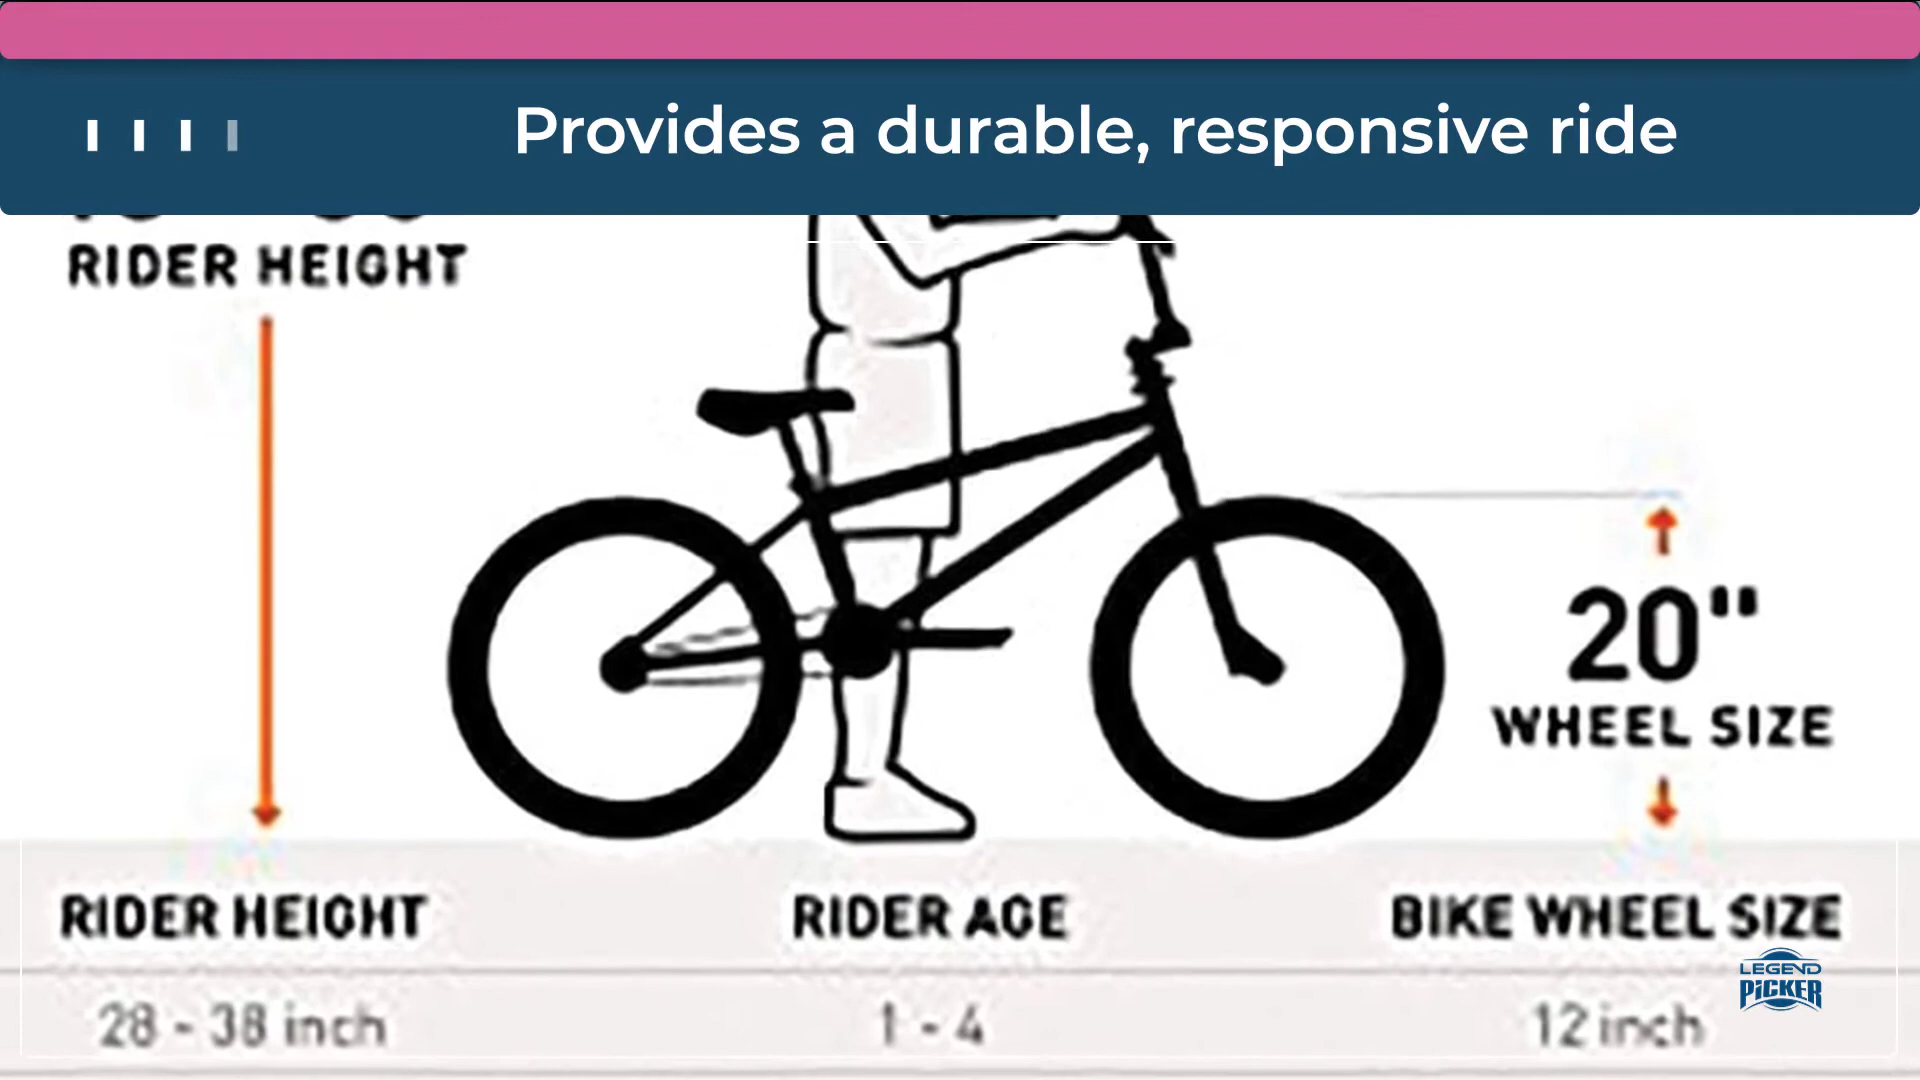 Provides a durable, responsive ride
RIDER HEIGHT
20"
WHEEL SIZE
RIDER HEIGHT RIDER AGE BIKE WHEEL SIZE
28 - 38 inch 1 - 4 12 inch
LEGEND
PiCKER